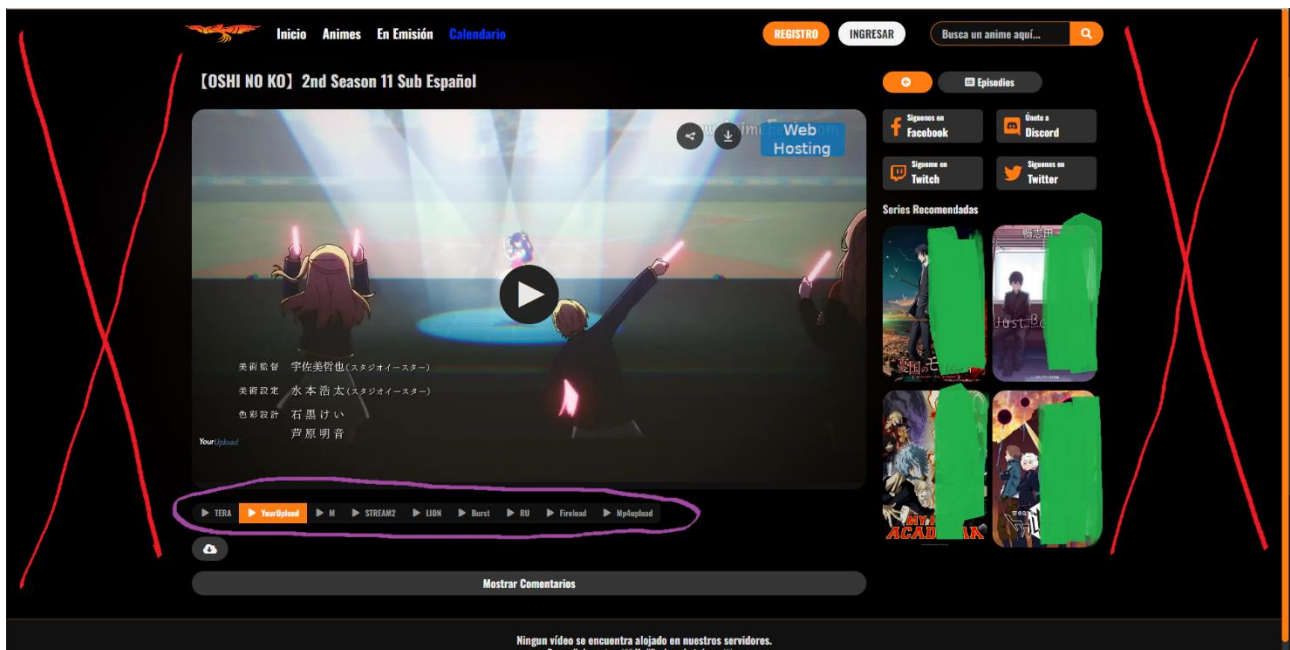 Inicio Animes En Emisión Calendario
REGISTRO INGRESAR Busca un anime aquí...
【OSHI NO KO】 2nd Season 11 Sub Español
Episodios
Siguenos en
Facebook
Únete a
Discord
Sigueme en
Twitch
Siguenos en
Twitter
Series Recomendadas
Web
Hosting
美術監督 宇佐美哲也(スタジオイースター)
美術設定 水本浩太(スタジオイースター)
色彩設計 石黒けい
芦原明音
YourUpload
TERA YourUpload M STREAM2 LION Burst RU Fireload Mp4upload
Mostrar Comentarios
Ningun vídeo se encuentra alojado en nuestros servidores.